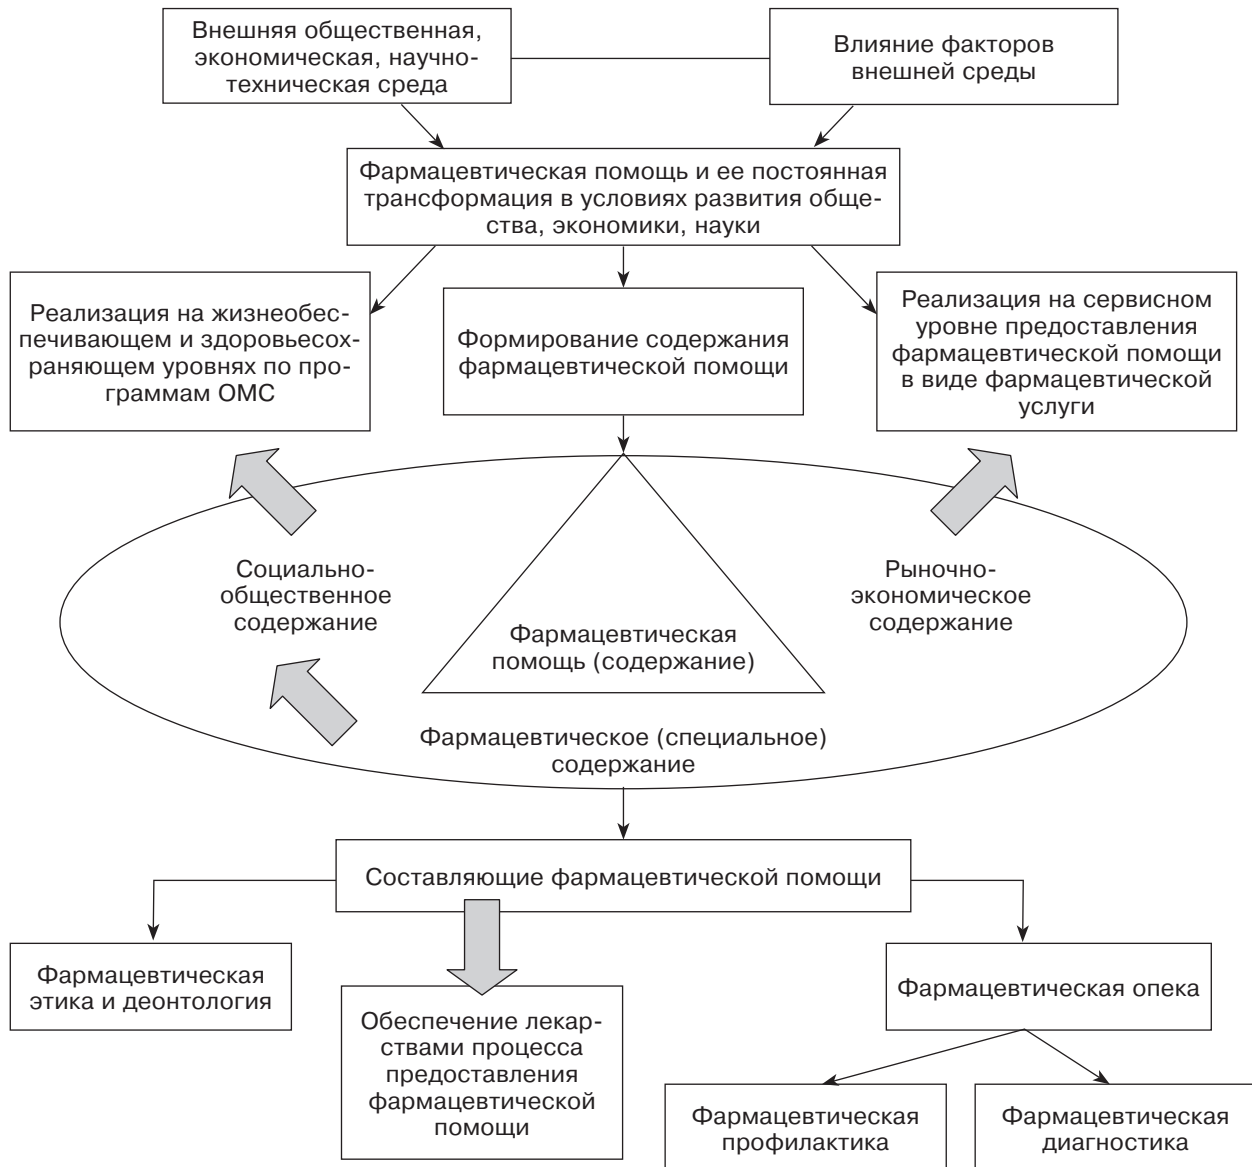 Внешняя общественная,
экономическая, научно-
техническая среда
Влияние факторов
внешней среды
Фармацевтическая помощь и ее постоянная
трансформация в условиях развития обще-
ства, экономики, науки
Реализация на жизнеобес-
печивающем и здоровьесох-
раняющем уровнях по про-
граммам ОМС
Формирование содержания
фармацевтической помощи
Реализация на сервисном
уровне предоставления
фармацевтической помощи
в виде фармацевтической
услуги
Социально-
общественное
содержание
Фармацевтическая
помощь (содержание)
Рыночно-
экономическое
содержание
Фармацевтическое (специальное)
содержание
Составляющие фармацевтической помощи
Фармацевтическая
этика и деонтология
Обеспечение лекар-
ствами процесса
предоставления
фармацевтической
помощи
Фармацевтическая опека
Фармацевтическая
профилактика
Фармацевтическая
диагностика